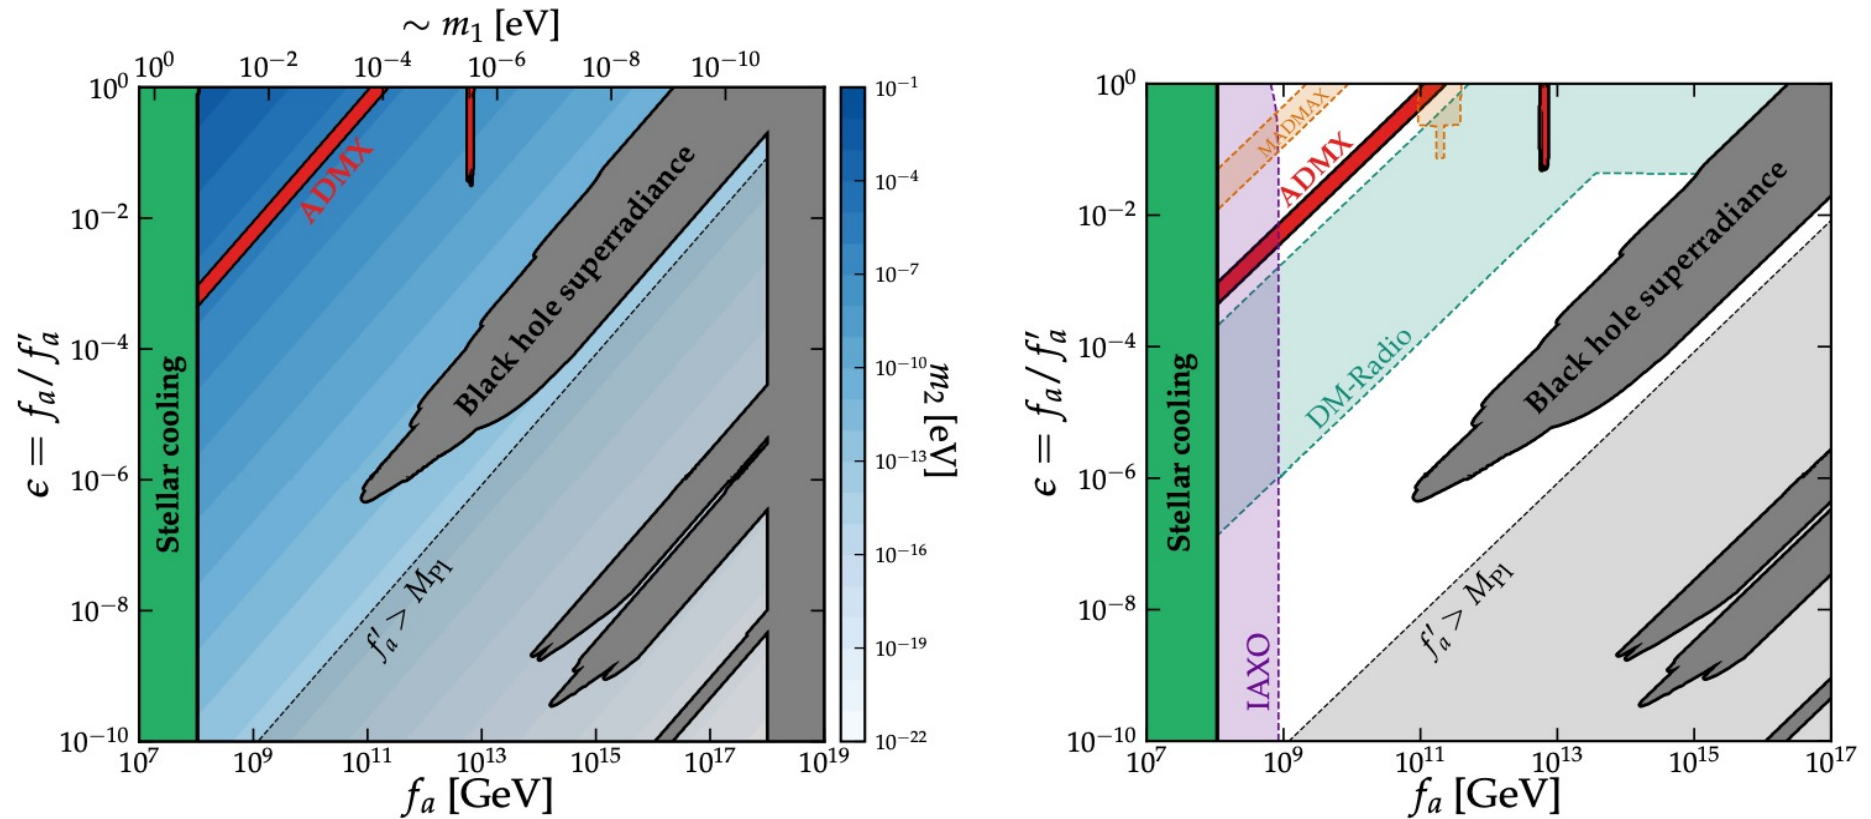 ∼ m₁ [eV]
10⁰ 10⁻² 10⁻⁴ 10⁻⁶ 10⁻⁸ 10⁻¹⁰
10⁰
10⁻²
10⁻⁴
10⁻⁶
10⁻⁸
10⁻¹⁰
ϵ = fₐ/f′ₐ
Stellar cooling
ADMX
Black hole superradiance
f′ₐ > M_Pl
10⁷ 10⁹ 10¹¹ 10¹³ 10¹⁵ 10¹⁷ 10¹⁹
fₐ [GeV]
10⁻¹
10⁻⁴
10⁻⁷
10⁻¹⁰
10⁻¹³
10⁻¹⁶
10⁻¹⁹
10⁻²²
m₂ [eV]
10⁰
10⁻²
10⁻⁴
10⁻⁶
10⁻⁸
10⁻¹⁰
ϵ = fₐ/f′ₐ
Stellar cooling
IAXO
MADMAX
ADMX
DM-Radio
Black hole superradiance
f′ₐ > M_Pl
10⁷ 10⁹ 10¹¹ 10¹³ 10¹⁵ 10¹⁷
fₐ [GeV]